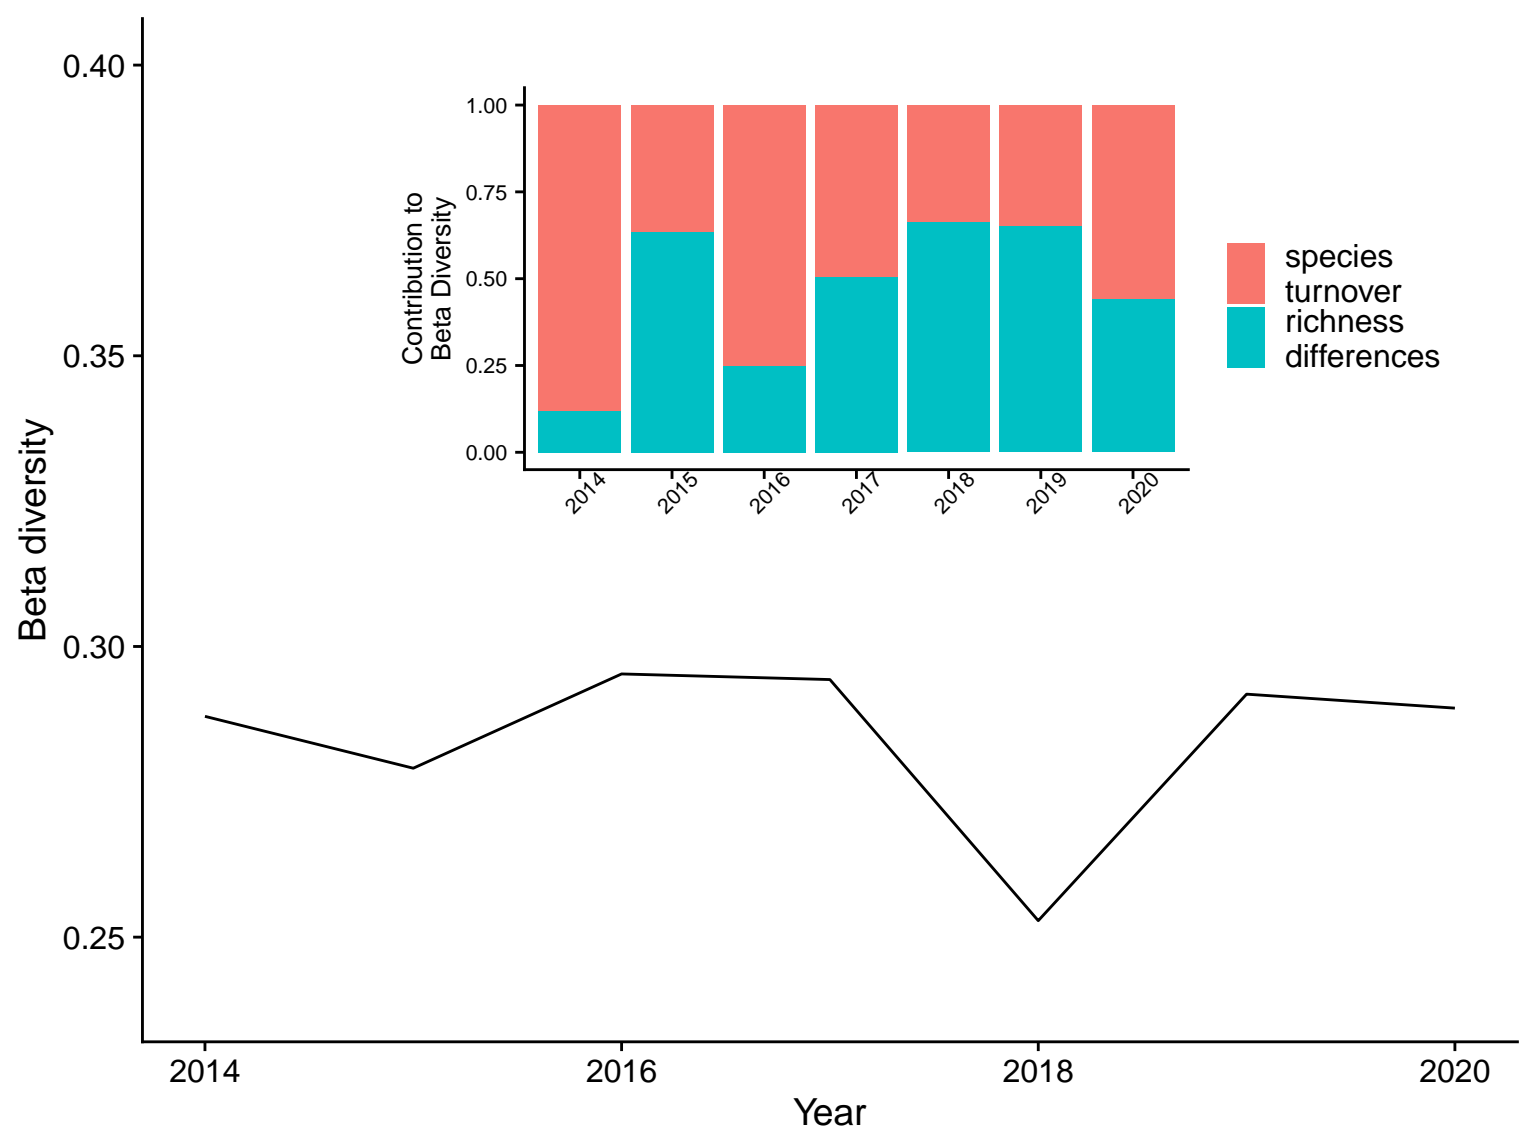 0.40
0.35
0.30
0.25
Beta diversity
2014
2016
2018
2020
Year
1.00
0.75
0.50
0.25
0.00
Contribution to
Beta Diversity
2014
2015
2016
2017
2018
2019
2020
species
turnover
richness
differences